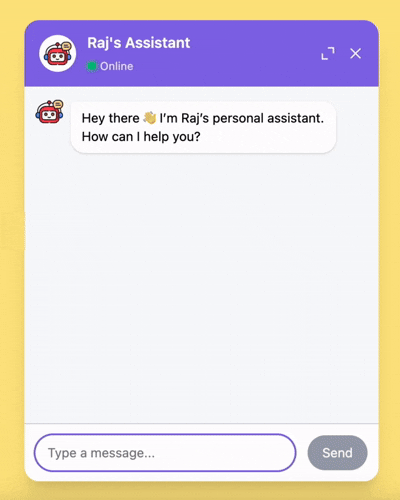 Raj's Assistant
Online
Hey there 👋 I’m Raj’s personal assistant.
How can I help you?
Type a message...
Send